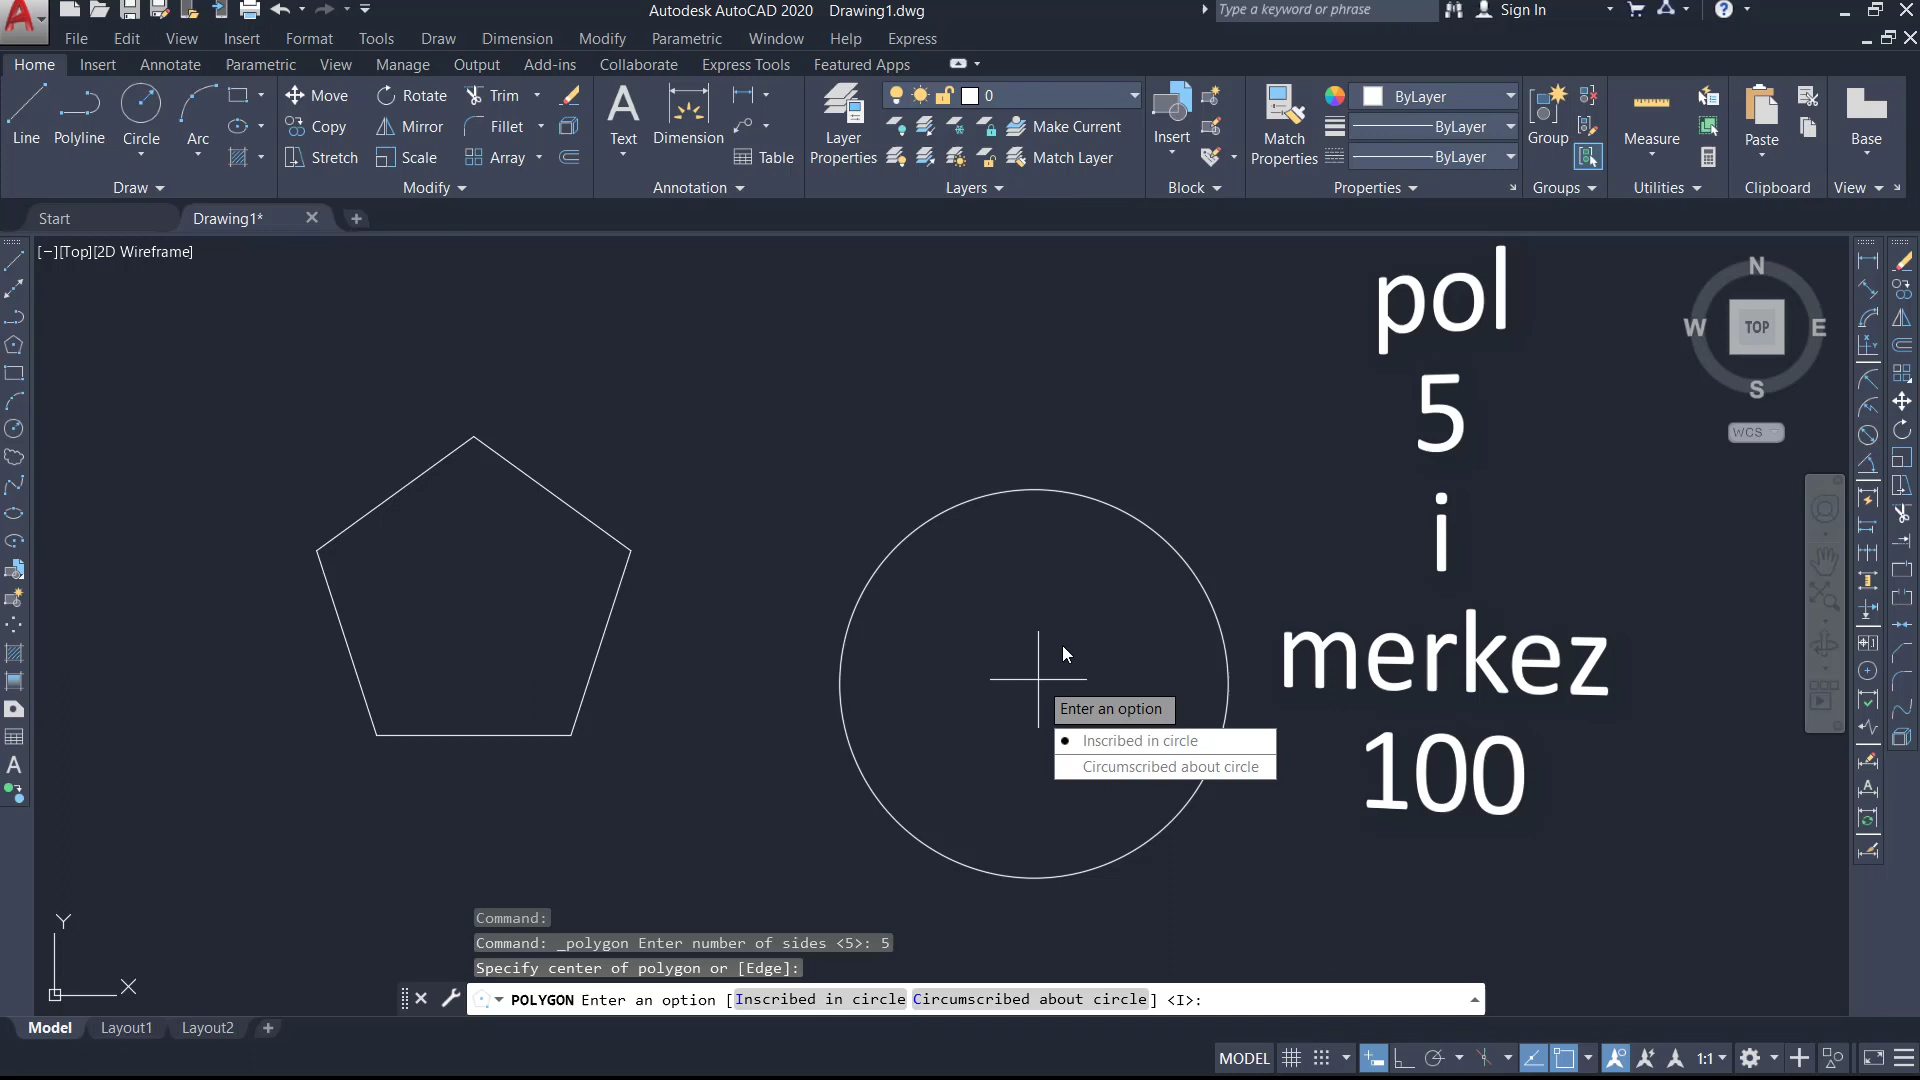 Autodesk AutoCAD 2020 Drawing1.dwg
Type a keyword or phrase
Sign In
File Edit View Insert Format Tools Draw Dimension Modify Parametric Window Help Express
Home Insert Annotate Parametric View Manage Output Add-ins Collaborate Express Tools Featured Apps
Line Polyline Circle Arc
Move Rotate Trim
Copy Mirror Fillet
Stretch Scale Array
Text Dimension Table
Layer Properties
0
Make Current
Match Layer
Insert
Match Properties
ByLayer
ByLayer
ByLayer
Group
Measure
Paste
Base
Draw Modify Annotation Layers Block Properties Groups Utilities Clipboard View
Start Drawing1*
[−][Top][2D Wireframe]
N
W TOP E
S
WCS
pol
5
i
merkez
100
Enter an option
Inscribed in circle
Circumscribed about circle
Y
X
Command:
Command: _polygon Enter number of sides <5>: 5
Specify center of polygon or [Edge]:
POLYGON Enter an option [Inscribed in circle Circumscribed about circle] <I>:
Model Layout1 Layout2
MODEL 1:1